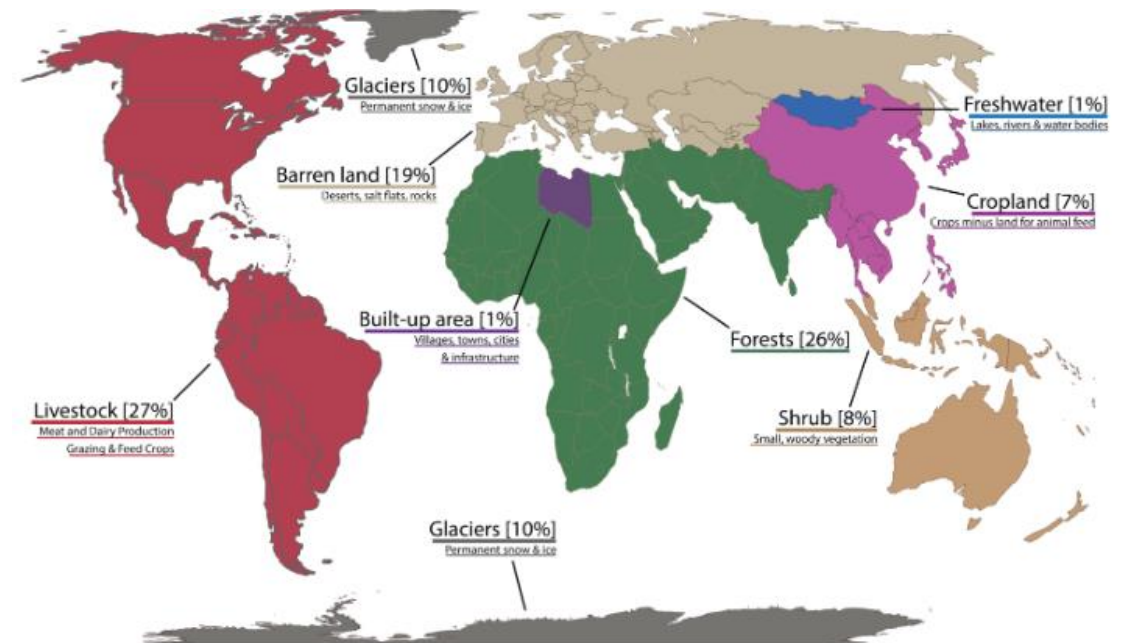 Glaciers [10%]
Permanent snow & ice
Freshwater [1%]
Lakes, rivers & water bodies
Barren land [19%]
Deserts, salt flats, rocks
Cropland [7%]
Crops minus land for animal feed
Built-up area [1%]
Villages, towns, cities
& infrastructure
Forests [26%]
Livestock [27%]
Meat and Dairy Production
Grazing & Feed Crops
Shrub [8%]
Small, woody vegetation
Glaciers [10%]
Permanent snow & ice